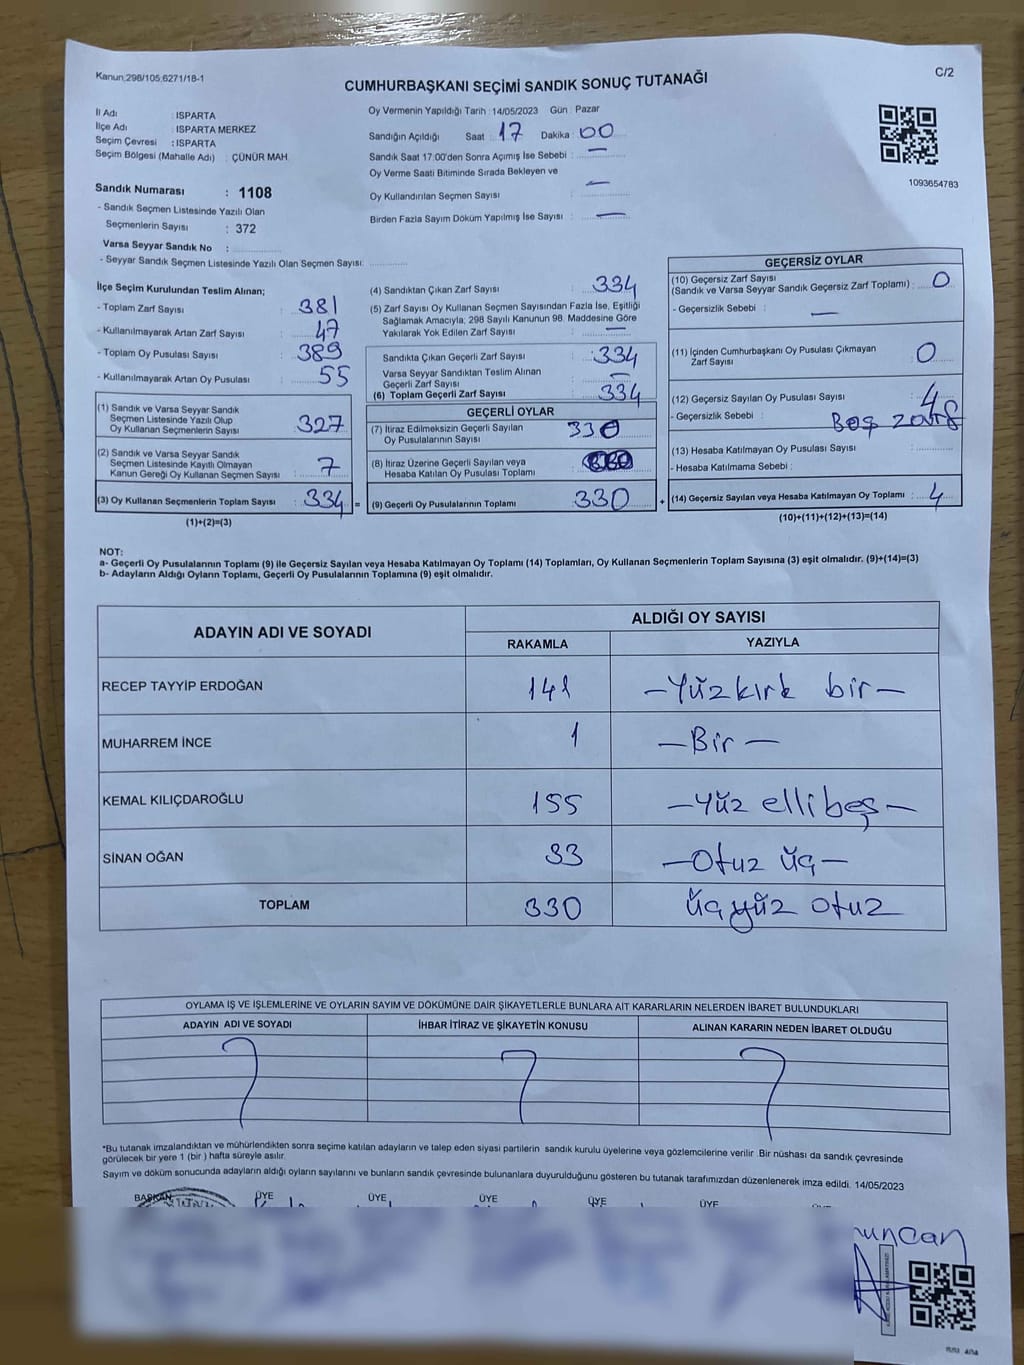 Kanun;298/105,6271/18-1
C/2
CUMHURBAŞKANI SEÇİMİ SANDIK SONUÇ TUTANAĞI
İl Adı : ISPARTA
İlçe Adı : ISPARTA MERKEZ
Seçim Çevresi : ISPARTA
Seçim Bölgesi (Mahalle Adı) : ÇÜNÜR MAH.
Sandık Numarası : 1108
- Sandık Seçmen Listesinde Yazılı Olan
Seçmenlerin Sayısı : 372
Varsa Seyyar Sandık No :
- Seyyar Sandık Seçmen Listesinde Yazılı Olan Seçmen Sayısı:
Oy Vermenin Yapıldığı Tarih : 14/05/2023 Gün : Pazar
Sandığın Açıldığı Saat : 17 Dakika : 00
Sandık Saat 17:00'den Sonra Açımış İse Sebebi : —
Oy Verme Saati Bitiminde Sırada Bekleyen ve
Oy Kullandırılan Seçmen Sayısı : —
Birden Fazla Sayım Döküm Yapılmış İse Sayısı : —
1093654783
İlçe Seçim Kurulundan Teslim Alınan;
- Toplam Zarf Sayısı : 381
- Kullanılmayarak Artan Zarf Sayısı : 47
- Toplam Oy Pusulası Sayısı : 389
- Kullanılmayarak Artan Oy Pusulası : 55
(1) Sandık ve Varsa Seyyar Sandık
Seçmen Listesinde Yazılı Olup
Oy Kullanan Seçmenlerin Sayısı : 327
(2) Sandık ve Varsa Seyyar Sandık
Seçmen Listesinde Kayıtlı Olmayan
Kanun Gereği Oy Kullanan Seçmen Sayısı : 7
(3) Oy Kullanan Seçmenlerin Toplam Sayısı : 334 =
(1)+(2)=(3)
(4) Sandıktan Çıkan Zarf Sayısı : 334
(5) Zarf Sayısı Oy Kullanan Seçmen Sayısından Fazla İse, Eşitliği
Sağlamak Amacıyla; 298 Sayılı Kanunun 98. Maddesine Göre
Yakılarak Yok Edilen Zarf Sayısı : —
Sandıkta Çıkan Geçerli Zarf Sayısı : 334
Varsa Seyyar Sandıktan Teslim Alınan
Geçerli Zarf Sayısı : —
(6) Toplam Geçerli Zarf Sayısı : 334
GEÇERLİ OYLAR
(7) İtiraz Edilmeksizin Geçerli Sayılan
Oy Pusulalarının Sayısı : 330
(8) İtiraz Üzerine Geçerli Sayılan veya
Hesaba Katılan Oy Pusulası Toplamı :
(9) Geçerli Oy Pusulalarının Toplamı : 330 +
GEÇERSİZ OYLAR
(10) Geçersiz Zarf Sayısı
(Sandık ve Varsa Seyyar Sandık Geçersiz Zarf Toplamı) : 0
- Geçersizlik Sebebi : —
(11) İçinden Cumhurbaşkanı Oy Pusulası Çıkmayan
Zarf Sayısı : 0
(12) Geçersiz Sayılan Oy Pusulası Sayısı : 4
- Geçersizlik Sebebi : Boş zarf
(13) Hesaba Katılmayan Oy Pusulası Sayısı :
- Hesaba Katılmama Sebebi :
(14) Geçersiz Sayılan veya Hesaba Katılmayan Oy Toplamı : 4
(10)+(11)+(12)+(13)=(14)
NOT:
a- Geçerli Oy Pusulalarının Toplamı (9) ile Geçersiz Sayılan veya Hesaba Katılmayan Oy Toplamı (14) Toplamları, Oy Kullanan Seçmenlerin Toplam Sayısına (3) eşit olmalıdır. (9)+(14)=(3)
b- Adayların Aldığı Oyların Toplamı, Geçerli Oy Pusulalarının Toplamına (9) eşit olmalıdır.
ADAYIN ADI VE SOYADI
ALDIĞI OY SAYISI
RAKAMLA YAZIYLA
RECEP TAYYİP ERDOĞAN 141 —Yüzkırk bir—
MUHARREM İNCE 1 —Bir—
KEMAL KILIÇDAROĞLU 155 —Yüz elli beş—
SİNAN OĞAN 33 —Otuz üç—
TOPLAM 330 üçyüz otuz
OYLAMA İŞ VE İŞLEMLERİNE VE OYLARIN SAYIM VE DÖKÜMÜNE DAİR ŞİKAYETLERLE BUNLARA AİT KARARLARIN NELERDEN İBARET BULUNDUKLARI
ADAYIN ADI VE SOYADI İHBAR İTİRAZ VE ŞİKAYETİN KONUSU ALINAN KARARIN NEDEN İBARET OLDUĞU
*Bu tutanak imzalandıktan ve mühürlendikten sonra seçime katılan adayların ve talep eden siyasi partilerin sandık kurulu üyelerine veya gözlemcilerine verilir .Bir nüshası da sandık çevresinde
görülecek bir yere 1 (bir ) hafta süreyle asılır.
Sayım ve döküm sonucunda adayların aldığı oyların sayılarını ve bunların sandık çevresinde bulunanlara duyurulduğunu gösteren bu tutanak tarafımızdan düzenlenerek imza edildi. 14/05/2023
BAŞKAN ÜYE ÜYE ÜYE ÜYE ÜYE